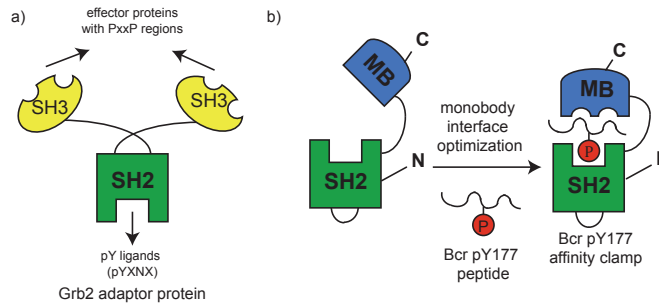 a)
effector proteins
with PxxP regions
SH3
SH3
SH2
pY ligands
(pYXNX)
Grb2 adaptor protein
b)
C
MB
N
SH2
monobody
interface
optimization
P
Bcr pY177
peptide
C
MB
P
SH2
Bcr pY177
affinity clamp